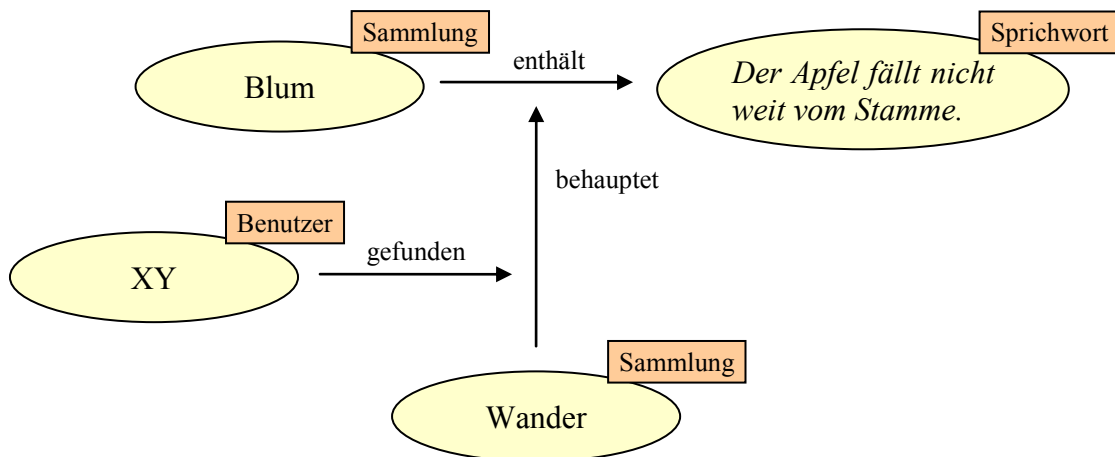 Sammlung
Sprichwort
Blum
enthält
Der Apfel fällt nicht
weit vom Stamme.
behauptet
Benutzer
XY
gefunden
Sammlung
Wander